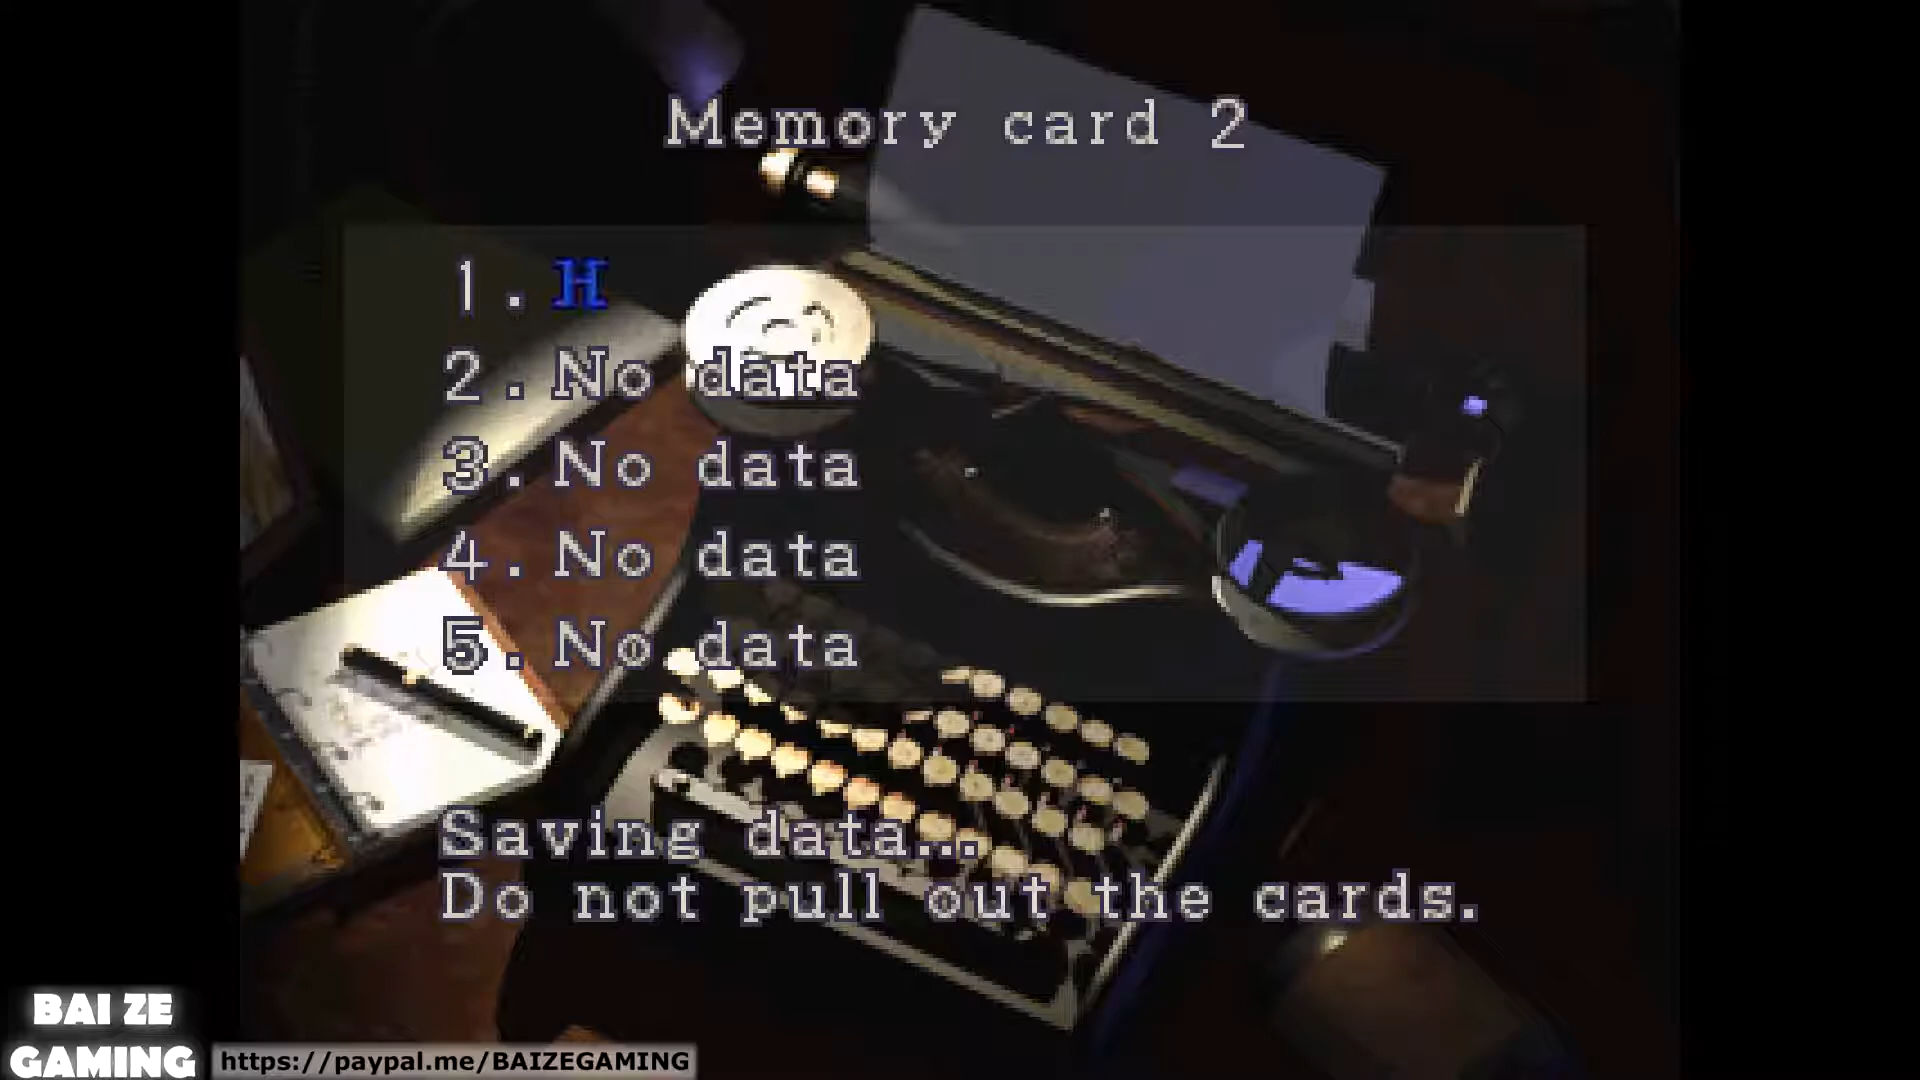 Memory card 2
1. H
2. No data
3. No data
4. No data
5. No data
Saving data...
Do not pull out the cards.
BAI ZE
GAMING
https://paypal.me/BAIZEGAMING